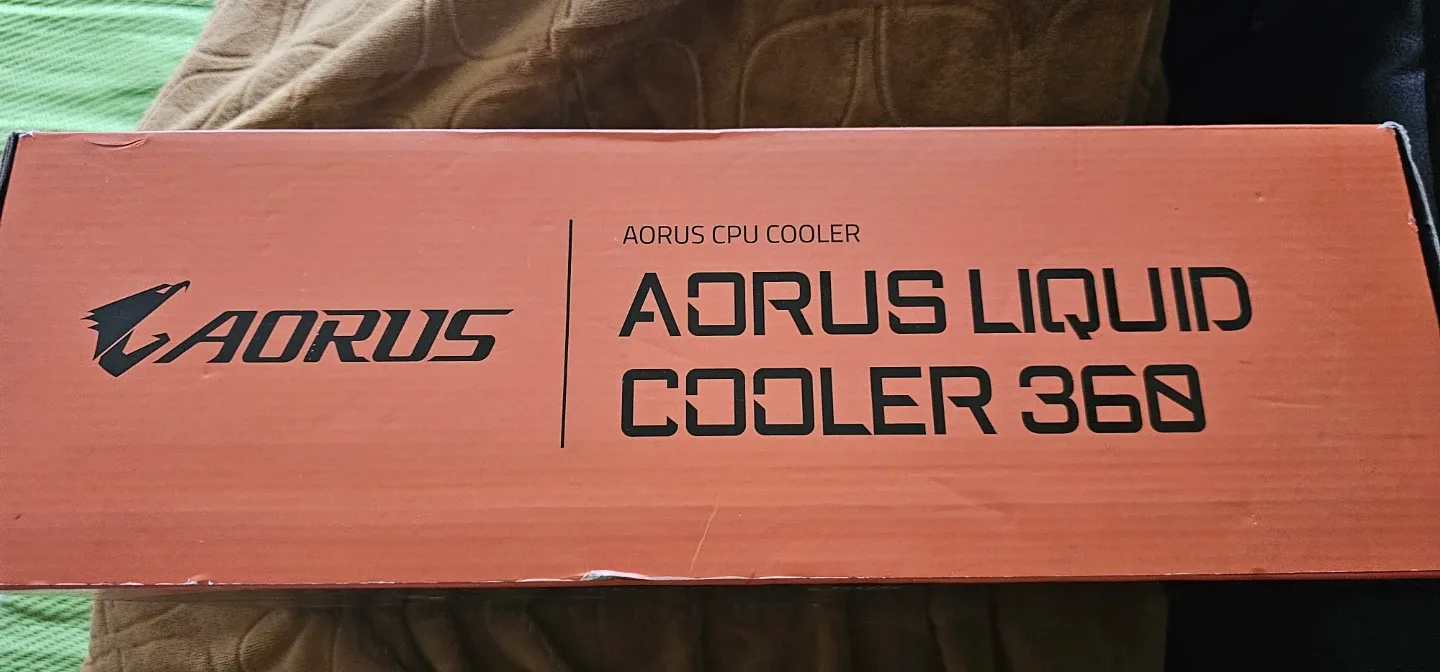 AORUS
AORUS CPU COOLER
AORUS LIQUID
COOLER 360